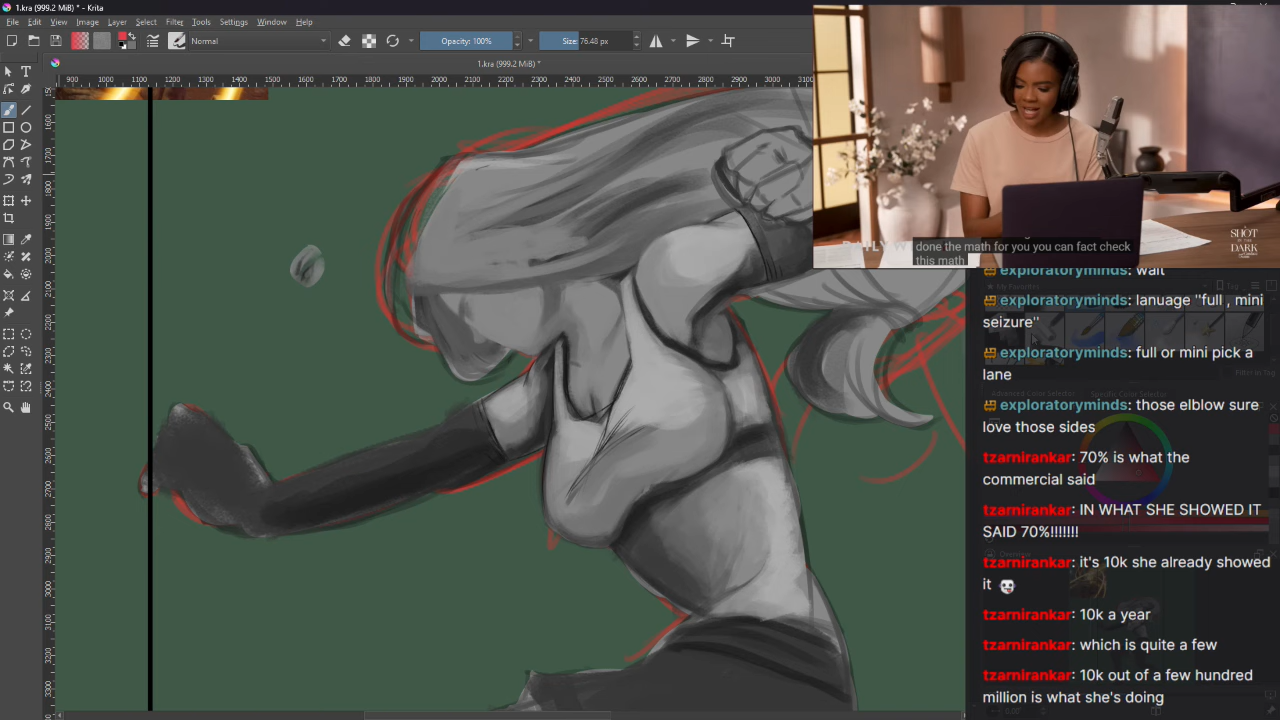 1.kra (999.2 MiB) * - Krita
File Edit View Image Layer Select Filter Tools Settings Window Help
Normal
Opacity: 100%
Size: 76.48 px
1.kra (999.2 MiB) *
900 1000 1100 1200 1300 1400 1500 1600 1700 1800 1900 2000 2100 2200 2300 2400 2500 2600 2700 2800 2900 3000 3100
done the math for you you can fact check
this math
SHOT
IN THE
DARK
exploratoryminds: wait
exploratoryminds: lanuage "full , mini
seizure"
exploratoryminds: full or mini pick a
lane
exploratoryminds: those elblow sure
love those sides
tzarnirankar: 70% is what the
commercial said
tzarnirankar: IN WHAT SHE SHOWED IT
SAID 70%!!!!!!!
tzarnirankar: it's 10k she already showed
it
tzarnirankar: 10k a year
tzarnirankar: which is quite a few
tzarnirankar: 10k out of a few hundred
million is what she's doing